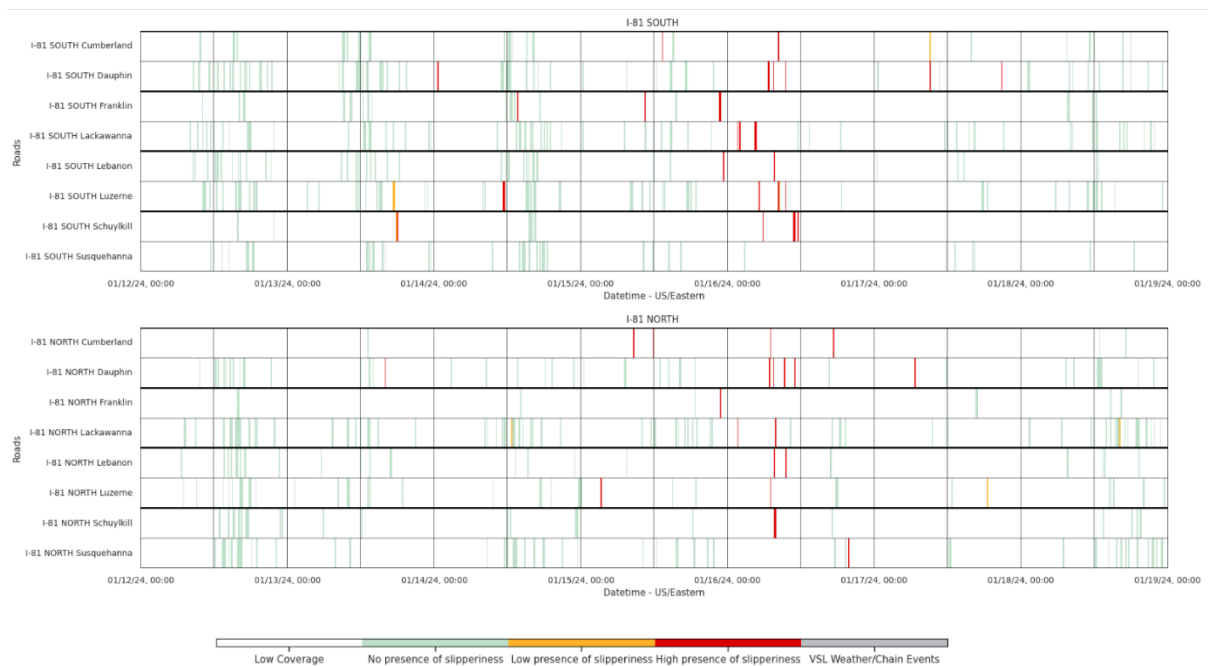 I-81 SOUTH
Roads
I-81 SOUTH Cumberland
I-81 SOUTH Dauphin
I-81 SOUTH Franklin
I-81 SOUTH Lackawanna
I-81 SOUTH Lebanon
I-81 SOUTH Luzerne
I-81 SOUTH Schuylkill
I-81 SOUTH Susquehanna
01/12/24, 00:00 01/13/24, 00:00 01/14/24, 00:00 01/15/24, 00:00 01/16/24, 00:00 01/17/24, 00:00 01/18/24, 00:00 01/19/24, 00:00
Datetime - US/Eastern
I-81 NORTH
Roads
I-81 NORTH Cumberland
I-81 NORTH Dauphin
I-81 NORTH Franklin
I-81 NORTH Lackawanna
I-81 NORTH Lebanon
I-81 NORTH Luzerne
I-81 NORTH Schuylkill
I-81 NORTH Susquehanna
01/12/24, 00:00 01/13/24, 00:00 01/14/24, 00:00 01/15/24, 00:00 01/16/24, 00:00 01/17/24, 00:00 01/18/24, 00:00 01/19/24, 00:00
Datetime - US/Eastern
Low Coverage No presence of slipperiness Low presence of slipperiness High presence of slipperiness VSL Weather/Chain Events